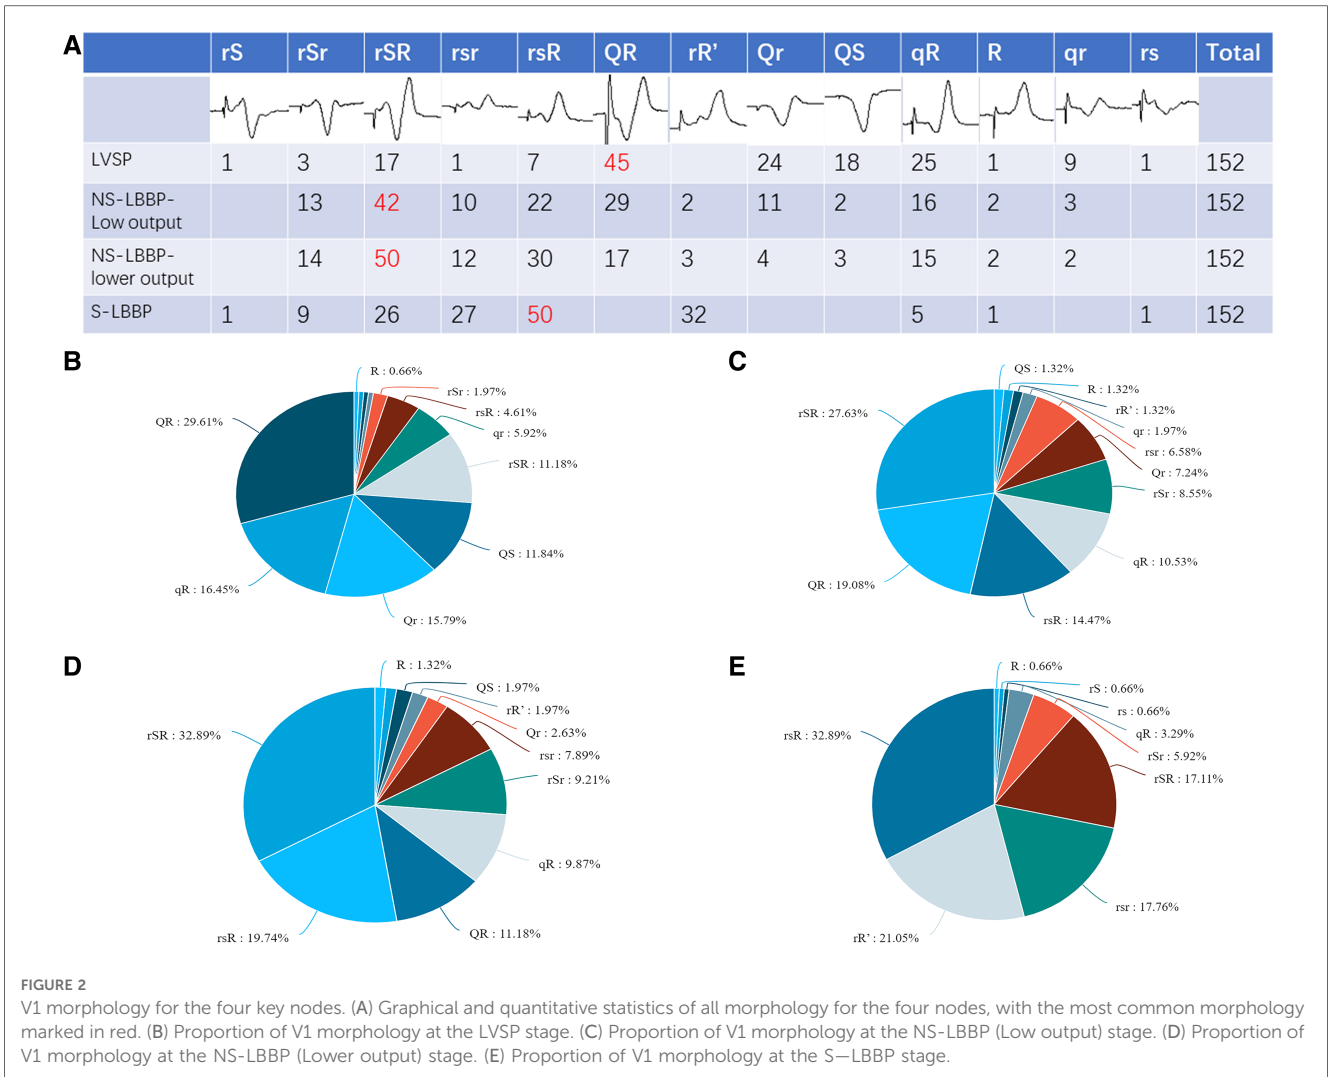 A
rS rSr rSR rsr rsR QR rR’ Qr QS qR R qr rs Total
LVSP 1 3 17 1 7 45 24 18 25 1 9 1 152
NS-LBBP-
Low output 13 42 10 22 29 2 11 2 16 2 3 152
NS-LBBP-
lower output 14 50 12 30 17 3 4 3 15 2 2 152
S-LBBP 1 9 26 27 50 32 5 1 1 152
B
R : 0.66%
rSr : 1.97%
rsR : 4.61%
qr : 5.92%
rSR : 11.18%
QS : 11.84%
Qr : 15.79%
qR : 16.45%
QR : 29.61%
C
QS : 1.32%
R : 1.32%
rR’ : 1.32%
qr : 1.97%
rsr : 6.58%
Qr : 7.24%
rSr : 8.55%
qR : 10.53%
rsR : 14.47%
QR : 19.08%
rSR : 27.63%
D
R : 1.32%
QS : 1.97%
rR’ : 1.97%
Qr : 2.63%
rsr : 7.89%
rSr : 9.21%
qR : 9.87%
QR : 11.18%
rsR : 19.74%
rSR : 32.89%
E
R : 0.66%
rS : 0.66%
rs : 0.66%
qR : 3.29%
rSr : 5.92%
rSR : 17.11%
rsr : 17.76%
rR’ : 21.05%
rsR : 32.89%
FIGURE 2
V1 morphology for the four key nodes. (A) Graphical and quantitative statistics of all morphology for the four nodes, with the most common morphology
marked in red. (B) Proportion of V1 morphology at the LVSP stage. (C) Proportion of V1 morphology at the NS-LBBP (Low output) stage. (D) Proportion of
V1 morphology at the NS-LBBP (Lower output) stage. (E) Proportion of V1 morphology at the S—LBBP stage.